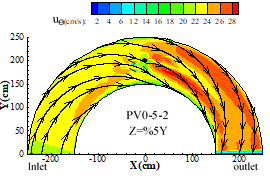 uΘ(cm/s): 2 4 6 8 10 12 14 16 18 20 22 24 26 28
250
200
150
100
50
0
Y(cm)
PV0-5-2
Z=%5Y
Inlet
outlet
-200 -100 0 100 200
X(cm)